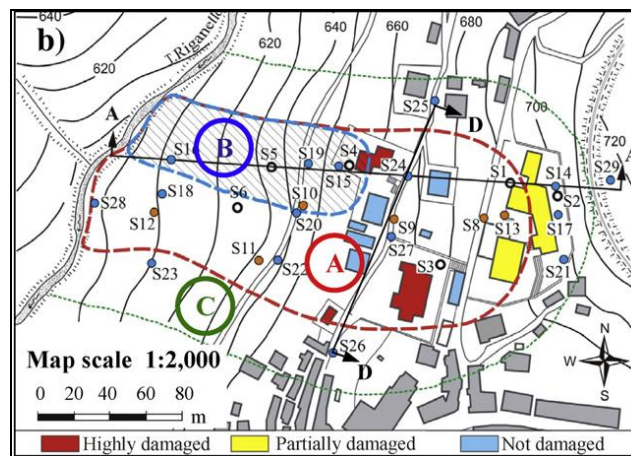 b)
640
620
T.Riganello
620
640
660
680
700
720
A
A
B
S16
S5
S19
S4
S15
S24
S25
D
S1
S14
S29
S2
S28
S18
S12
S6
S10
S20
S9
S27
S8
S13
S17
S23
S11
S22
A
S3
S21
C
S26
D
N
W
E
S
Map scale 1:2,000
0 20 40 60 80
m
Highly damaged Partially damaged Not damaged